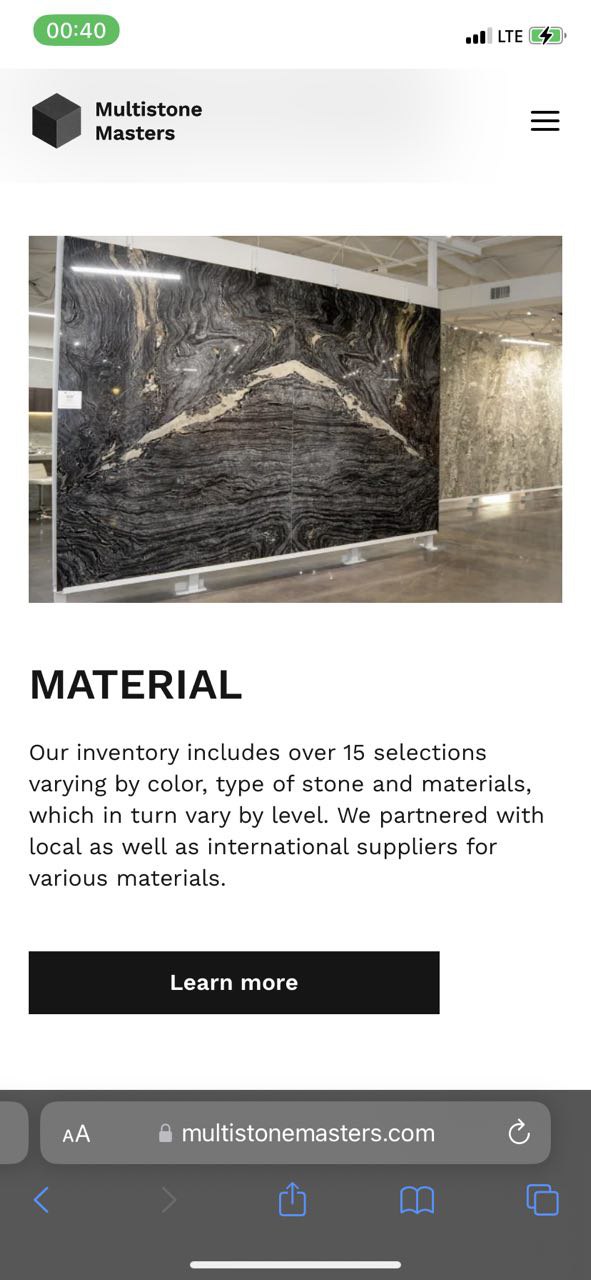 00:40
LTE
Multistone
Masters
MATERIAL
Our inventory includes over 15 selections
varying by color, type of stone and materials,
which in turn vary by level. We partnered with
local as well as international suppliers for
various materials.
Learn more
AA
multistonemasters.com